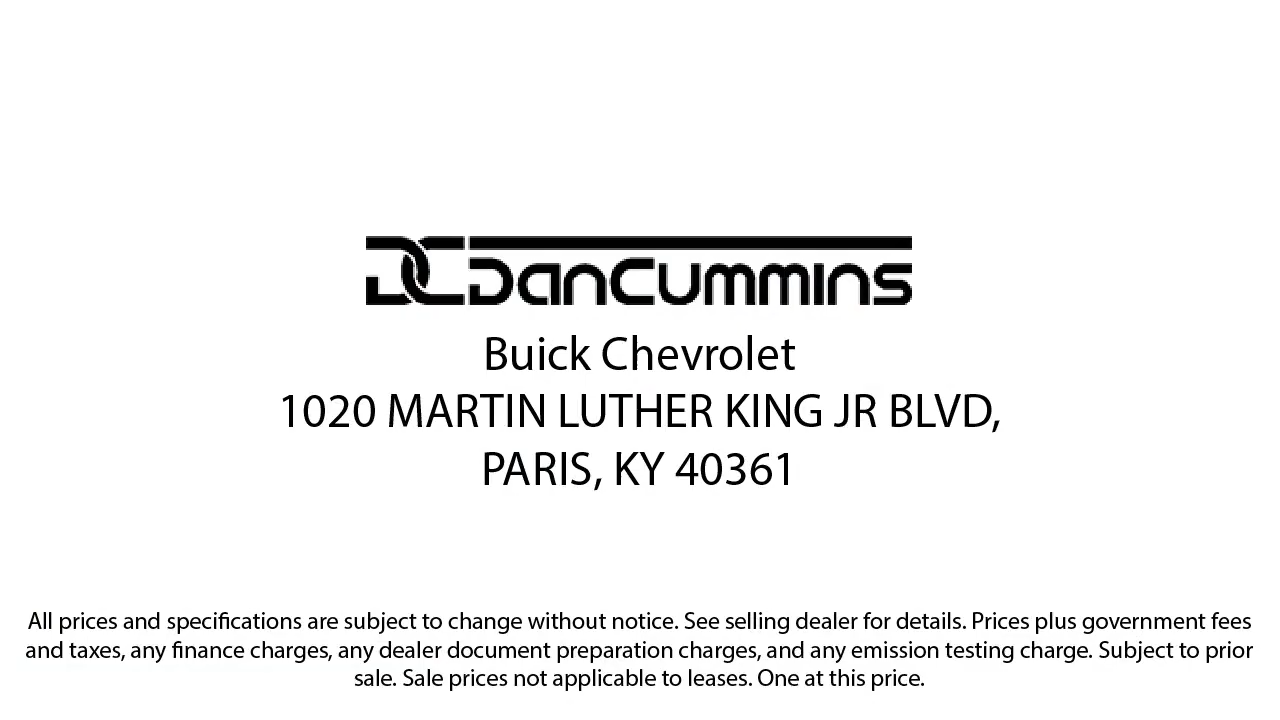 DC DanCummins
Buick Chevrolet
1020 MARTIN LUTHER KING JR BLVD,
PARIS, KY 40361
All prices and specifications are subject to change without notice. See selling dealer for details. Prices plus government fees
and taxes, any finance charges, any dealer document preparation charges, and any emission testing charge. Subject to prior
sale. Sale prices not applicable to leases. One at this price.